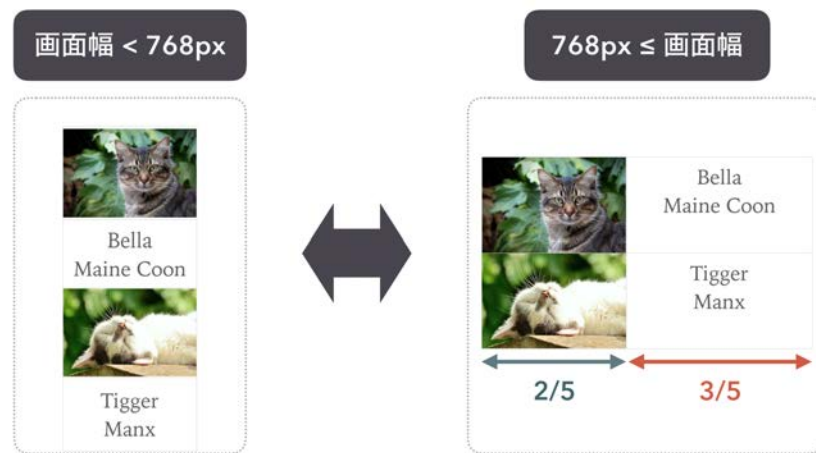 画面幅 < 768px
768px ≤ 画面幅
Bella
Maine Coon
Tigger
Manx
Bella
Maine Coon
Tigger
Manx
2/5
3/5